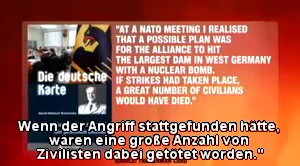 "AT A NATO MEETING I REALISED
THAT A POSSIBLE PLAN WAS
FOR THE ALLIANCE TO HIT
THE LARGEST DAM IN WEST GERMANY
WITH A NUCLEAR BOMB.
IF STRIKES HAD TAKEN PLACE,
A GREAT NUMBER OF CIVILIANS
WOULD HAVE DIED."
Die deutsche
Karte
Wenn der Angriff stattgefunden hätte,
wären eine große Anzahl von
Zivilisten dabei getötet worden."